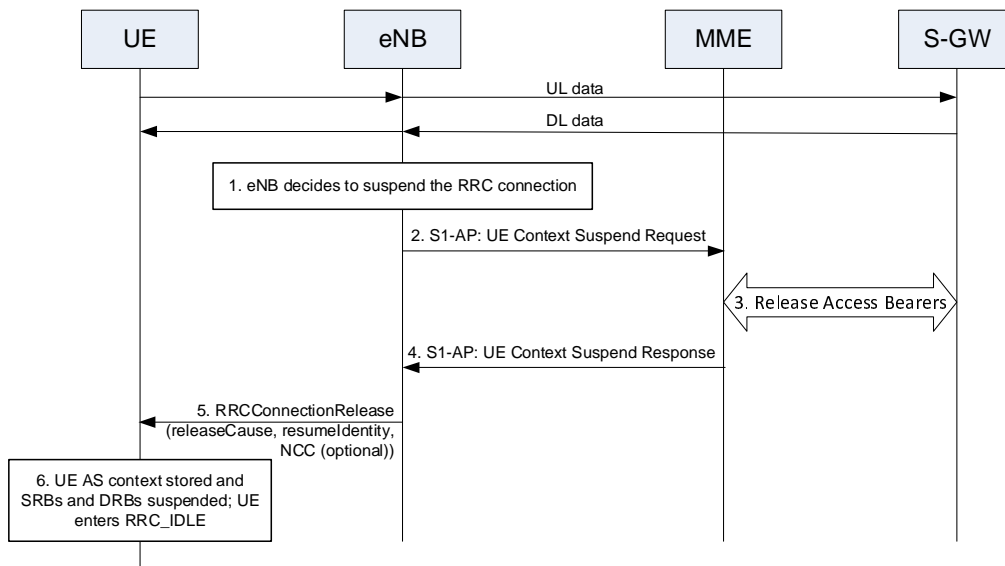 UE
eNB
MME
S-GW
UL data
DL data
1. eNB decides to suspend the RRC connection
2. S1-AP: UE Context Suspend Request
3. Release Access Bearers
4. S1-AP: UE Context Suspend Response
5. RRCConnectionRelease
(releaseCause, resumeIdentity,
NCC (optional))
6. UE AS context stored and
SRBs and DRBs suspended; UE
enters RRC_IDLE